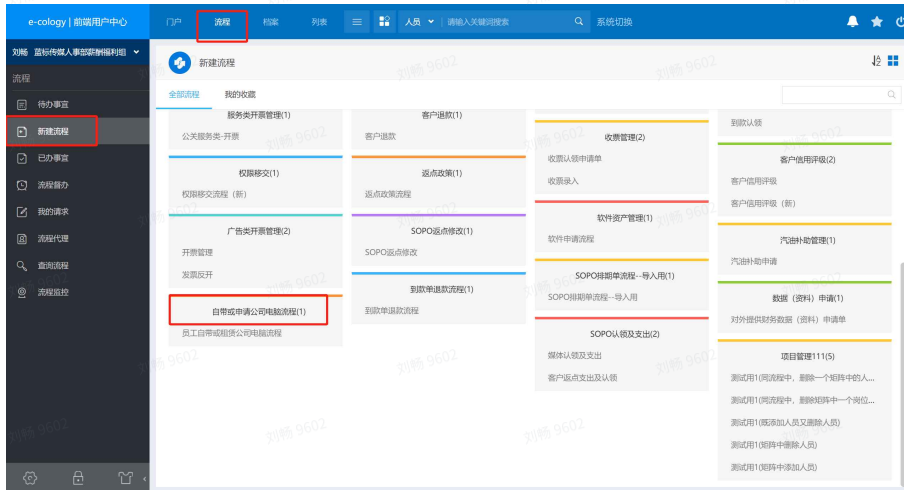 e-cology | 前端用户中心
门户 流程 档案 列表 人员 请输入关键词搜索 系统切换
刘畅 蓝标传媒人事部薪酬福利组
流程
待办事宜
新建流程
已办事宜
流程督办
我的请求
流程代理
查询流程
流程监控
新建流程
全部流程 我的收藏
服务类开票管理(1)
公关服务类-开票
权限移交(1)
权限移交流程（新）
广告类开票管理(2)
开票管理
发票反开
自带或申请公司电脑流程(1)
员工自带或租赁公司电脑流程
客户退款(1)
客户退款
返点政策(1)
返点政策流程
SOPO返点修改(1)
SOPO返点修改
到款单退款流程(1)
到款单退款流程
收票管理(2)
收票认领申请单
收票录入
软件资产管理(1)
软件申请流程
SOPO排期单流程--导入用(1)
SOPO排期单流程--导入用
SOPO认领及支出(2)
媒体认领及支出
客户返点支出及认领
到款认领
客户信用评级(2)
客户信用评级
客户信用评级（新）
汽油补助管理(1)
汽油补助申请
数据（资料）申请(1)
对外提供财务数据（资料）申请单
项目管理111(5)
测试用1(同流程中，删除一个矩阵中的人...
测试用1(同流程中，删除矩阵中一个岗位...
测试用1(既添加人员又删除人员)
测试用1(矩阵中删除人员)
测试用1(矩阵中添加人员)
刘畅 9602